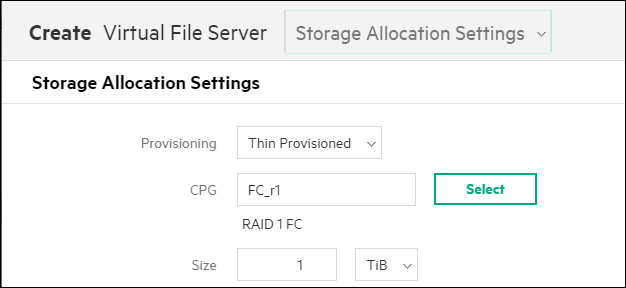 Create Virtual File Server Storage Allocation Settings
Storage Allocation Settings
Provisioning Thin Provisioned
CPG FC_r1 Select
RAID 1 FC
Size 1 TiB